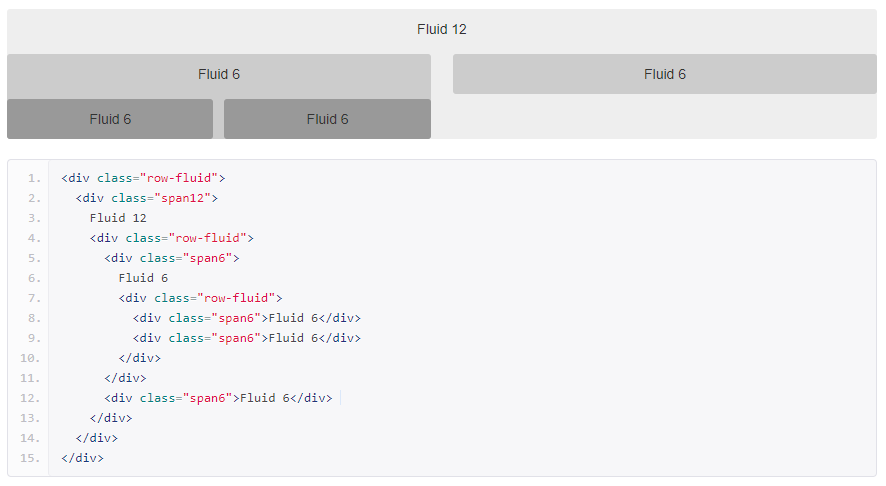 Fluid 12
Fluid 6 Fluid 6
Fluid 6 Fluid 6
1. <div class="row-fluid">
2.   <div class="span12">
3.     Fluid 12
4.     <div class="row-fluid">
5.       <div class="span6">
6.         Fluid 6
7.         <div class="row-fluid">
8.           <div class="span6">Fluid 6</div>
9.           <div class="span6">Fluid 6</div>
10.         </div>
11.       </div>
12.       <div class="span6">Fluid 6</div>
13.     </div>
14.   </div>
15. </div>